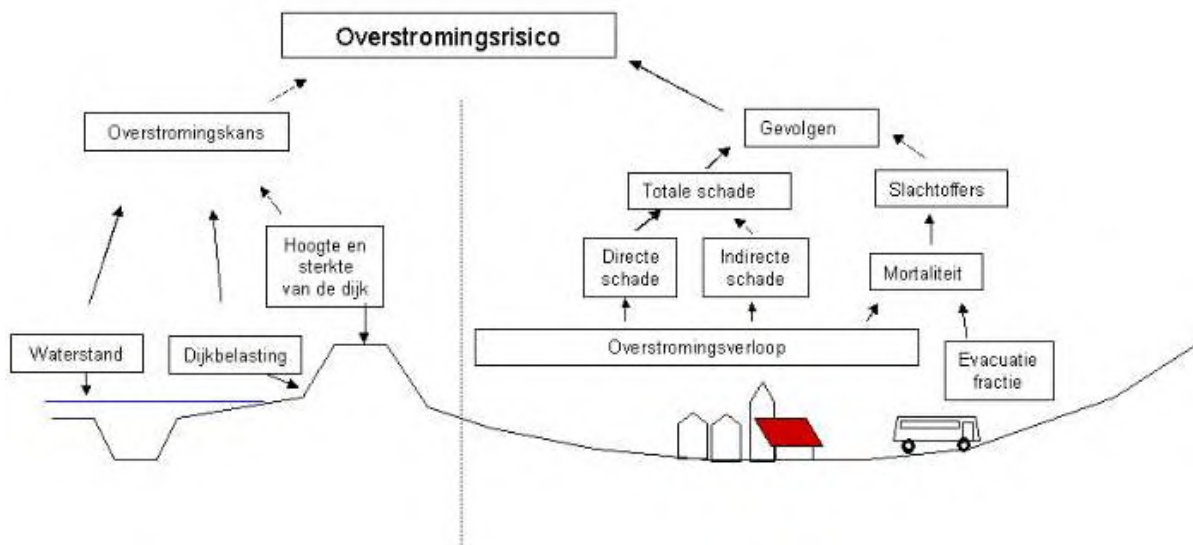 Overstromingsrisico
Overstromingskans
Gevolgen
Totale schade
Slachtoffers
Hoogte en
sterkte
van de dijk
Directe
schade
Indirecte
schade
Mortaliteit
Waterstand
Dijkbelasting
Overstromingsverloop
Evacuatie
fractie